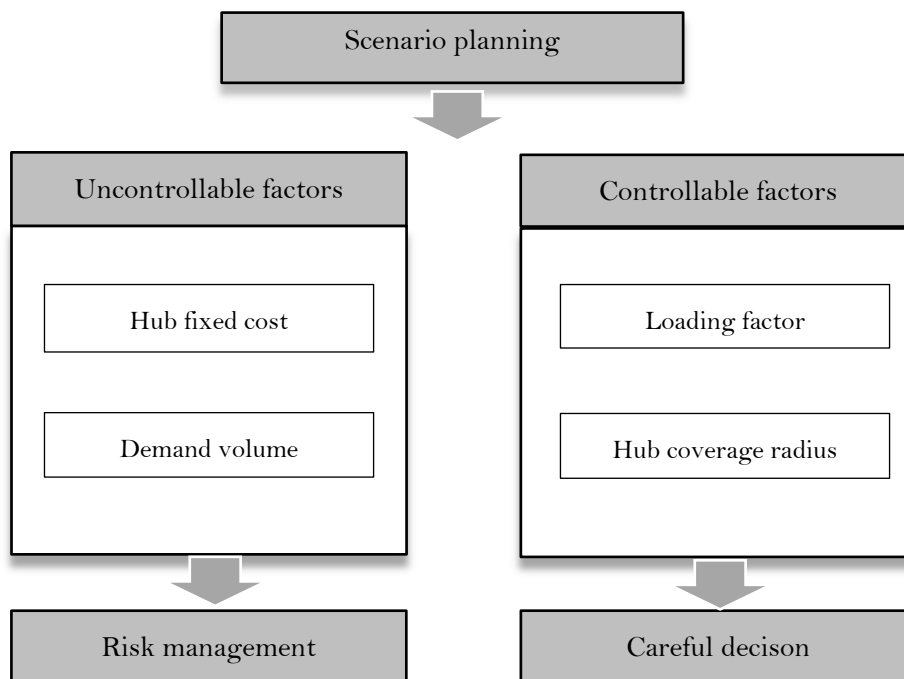 Scenario planning
Uncontrollable factors
Hub fixed cost
Demand volume
Risk management
Controllable factors
Loading factor
Hub coverage radius
Careful decison